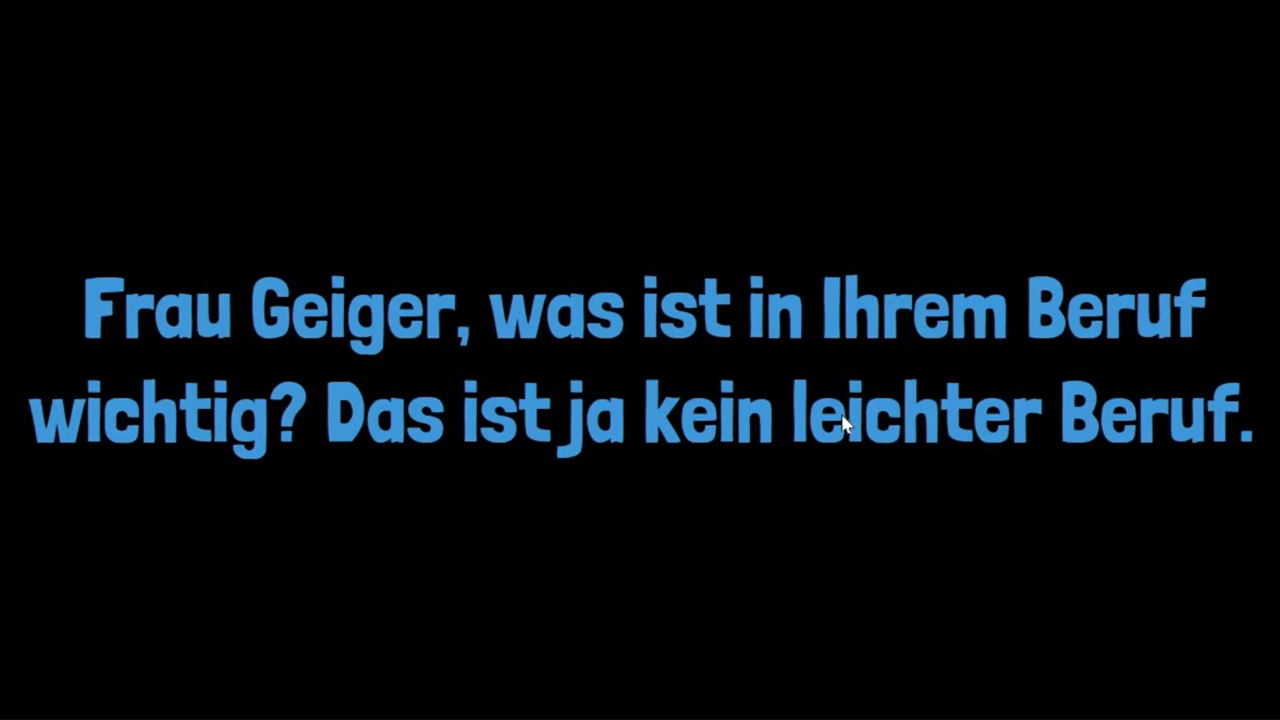 Frau Geiger, was ist in Ihrem Beruf
wichtig? Das ist ja kein leichter Beruf.